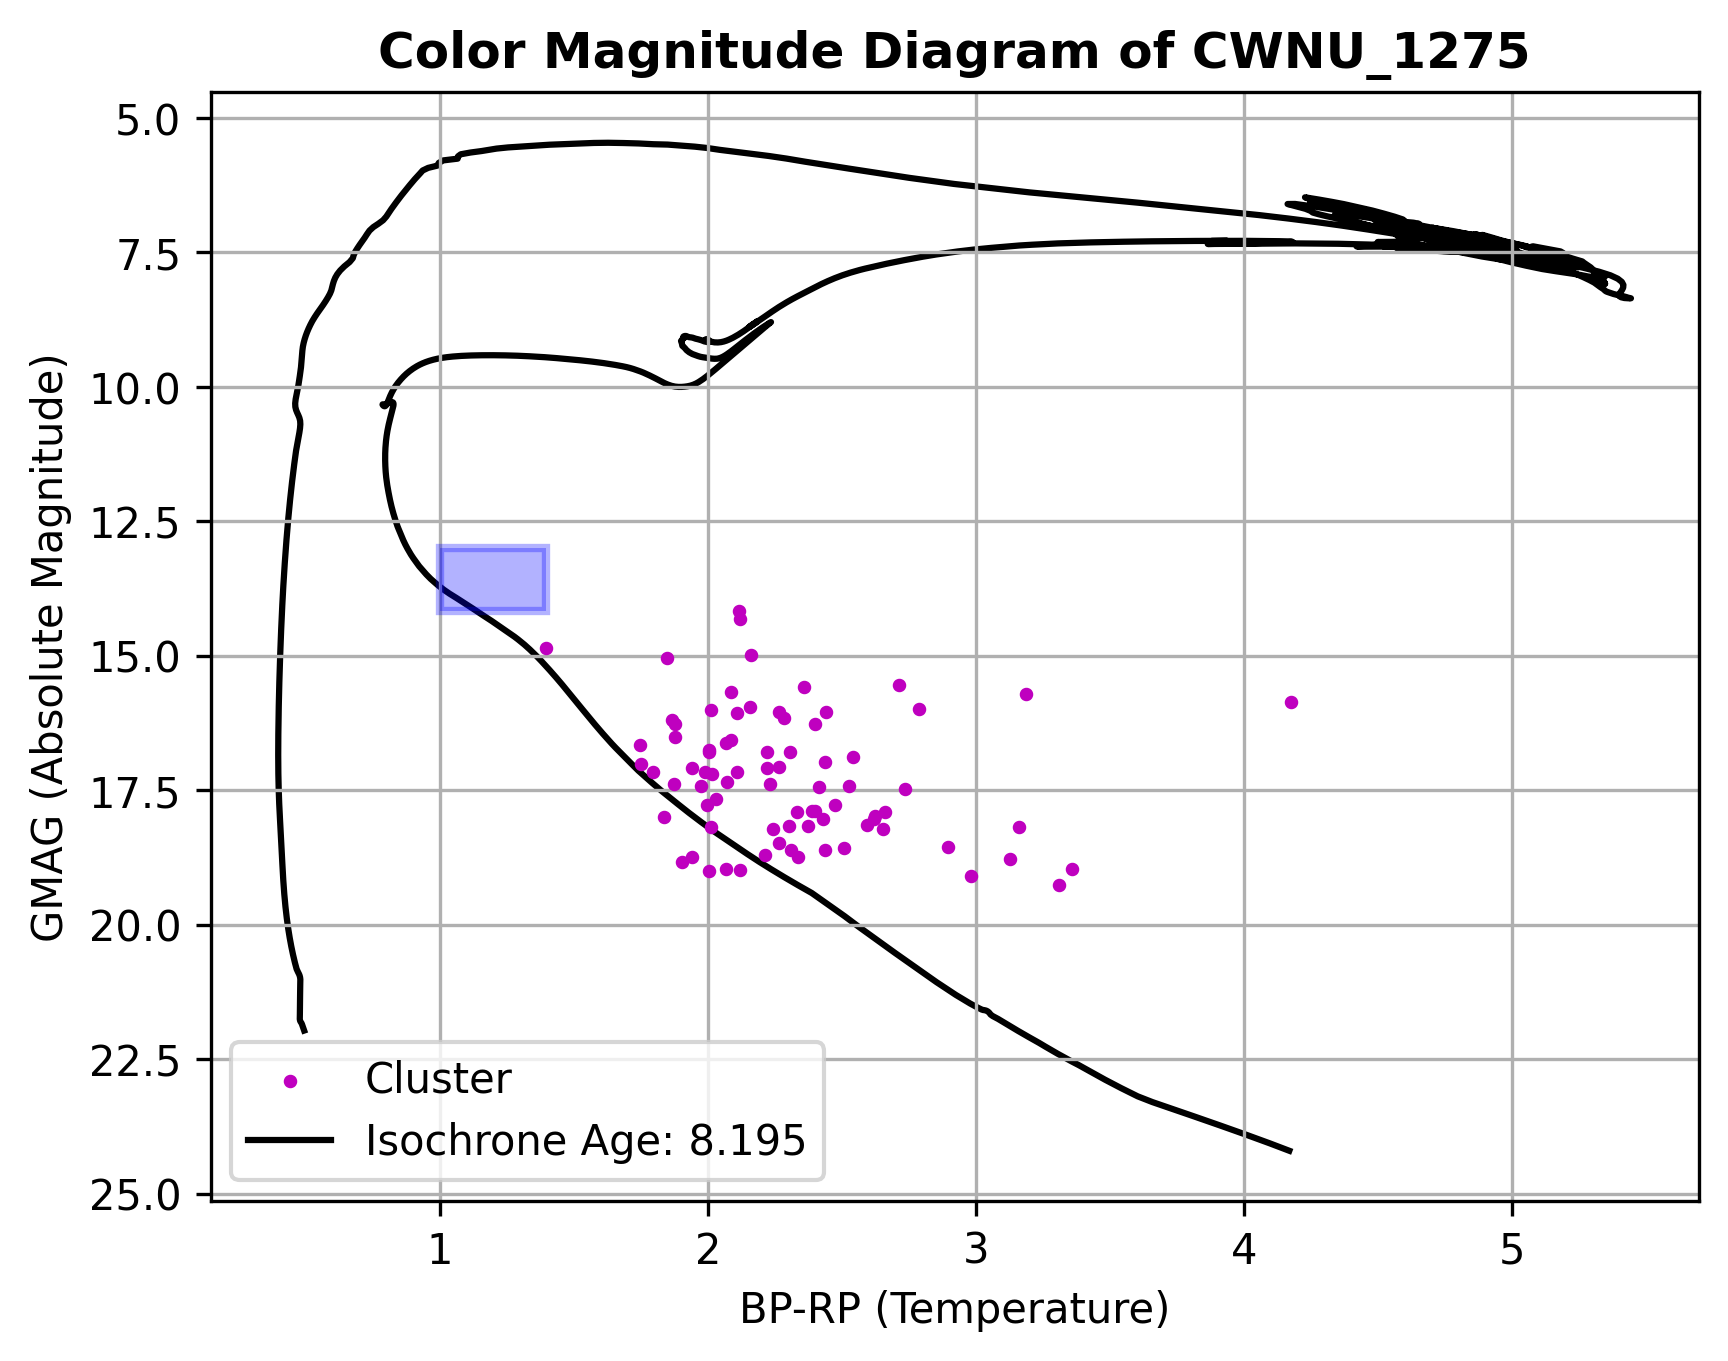 Color Magnitude Diagram of CWNU_1275
GMAG (Absolute Magnitude)
5.0
7.5
10.0
12.5
15.0
17.5
20.0
22.5
25.0
Cluster
Isochrone Age: 8.195
1 2 3 4 5
BP-RP (Temperature)